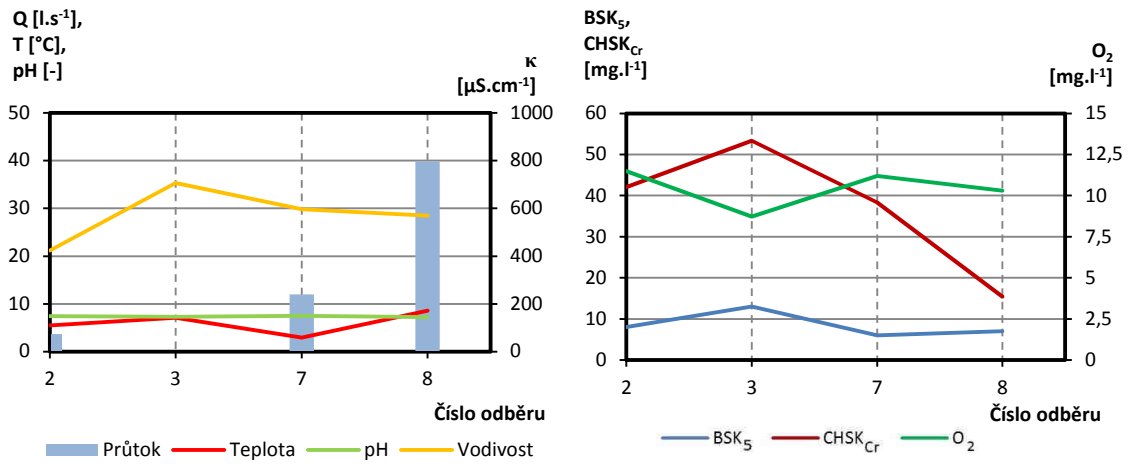 Q [l.s⁻¹],
T [°C],
pH [-]
κ
[µS.cm⁻¹]
50
40
30
20
10
0
1000
800
600
400
200
0
2 3 7 8
Číslo odběru
Průtok Teplota pH Vodivost
BSK₅,
CHSK_Cr
[mg.l⁻¹]
O₂
[mg.l⁻¹]
60
50
40
30
20
10
0
15
12,5
10
7,5
5
2,5
0
2 3 7 8
Číslo odběru
BSK₅ CHSK_Cr O₂